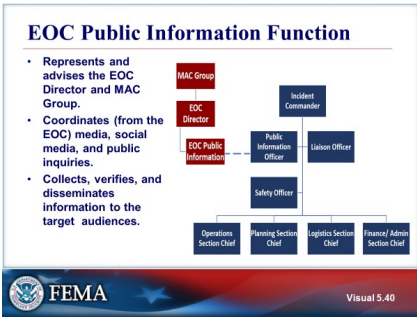 EOC Public Information Function
• Represents and
advises the EOC
Director and MAC
Group.
• Coordinates (from the
EOC) media, social
media, and public
inquiries.
• Collects, verifies, and
disseminates
information to the
target audiences.
MAC Group
EOC
Director
EOC Public
Information
Incident
Commander
Public
Information
Officer
Liaison Officer
Safety Officer
Operations
Section Chief
Planning Section
Chief
Logistics Section
Chief
Finance/ Admin
Section Chief
FEMA
Visual 5.40